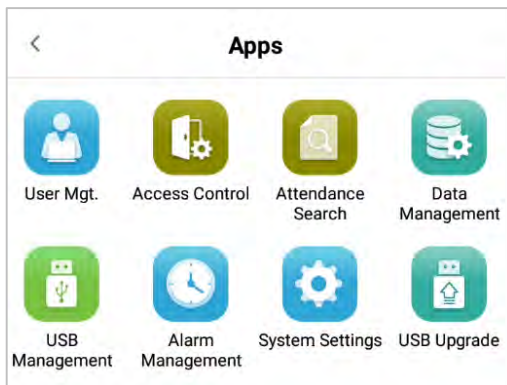 Apps
User Mgt.
Access Control
Attendance
Search
Data
Management
USB
Management
Alarm
Management
System Settings
USB Upgrade